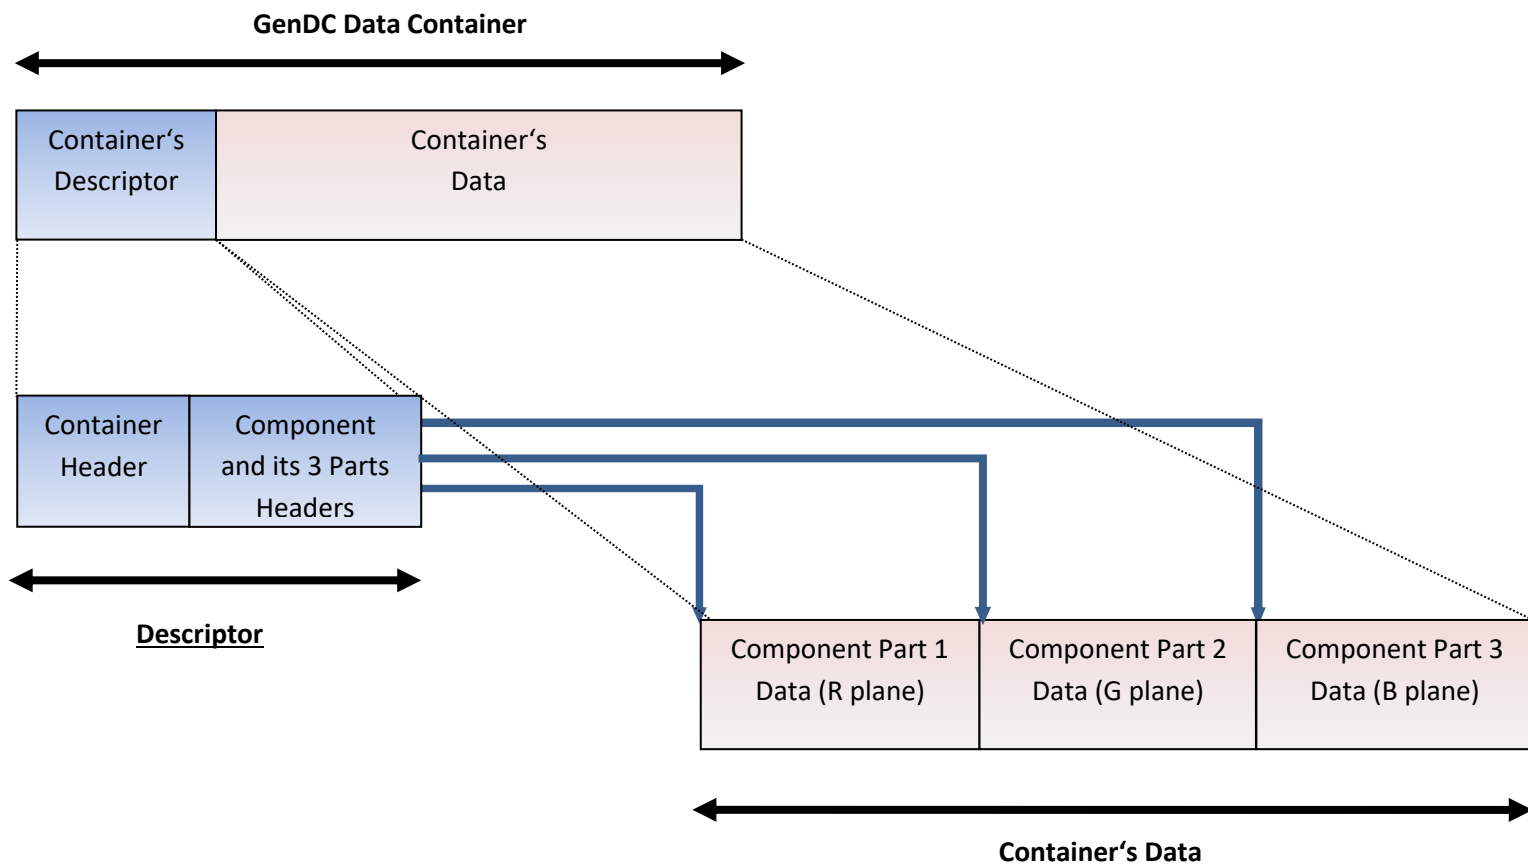 GenDC Data Container
Container‘s
Descriptor
Container‘s
Data
Container
Header
Component
and its 3 Parts
Headers
Descriptor
Component Part 1
Data (R plane)
Component Part 2
Data (G plane)
Component Part 3
Data (B plane)
Container‘s Data